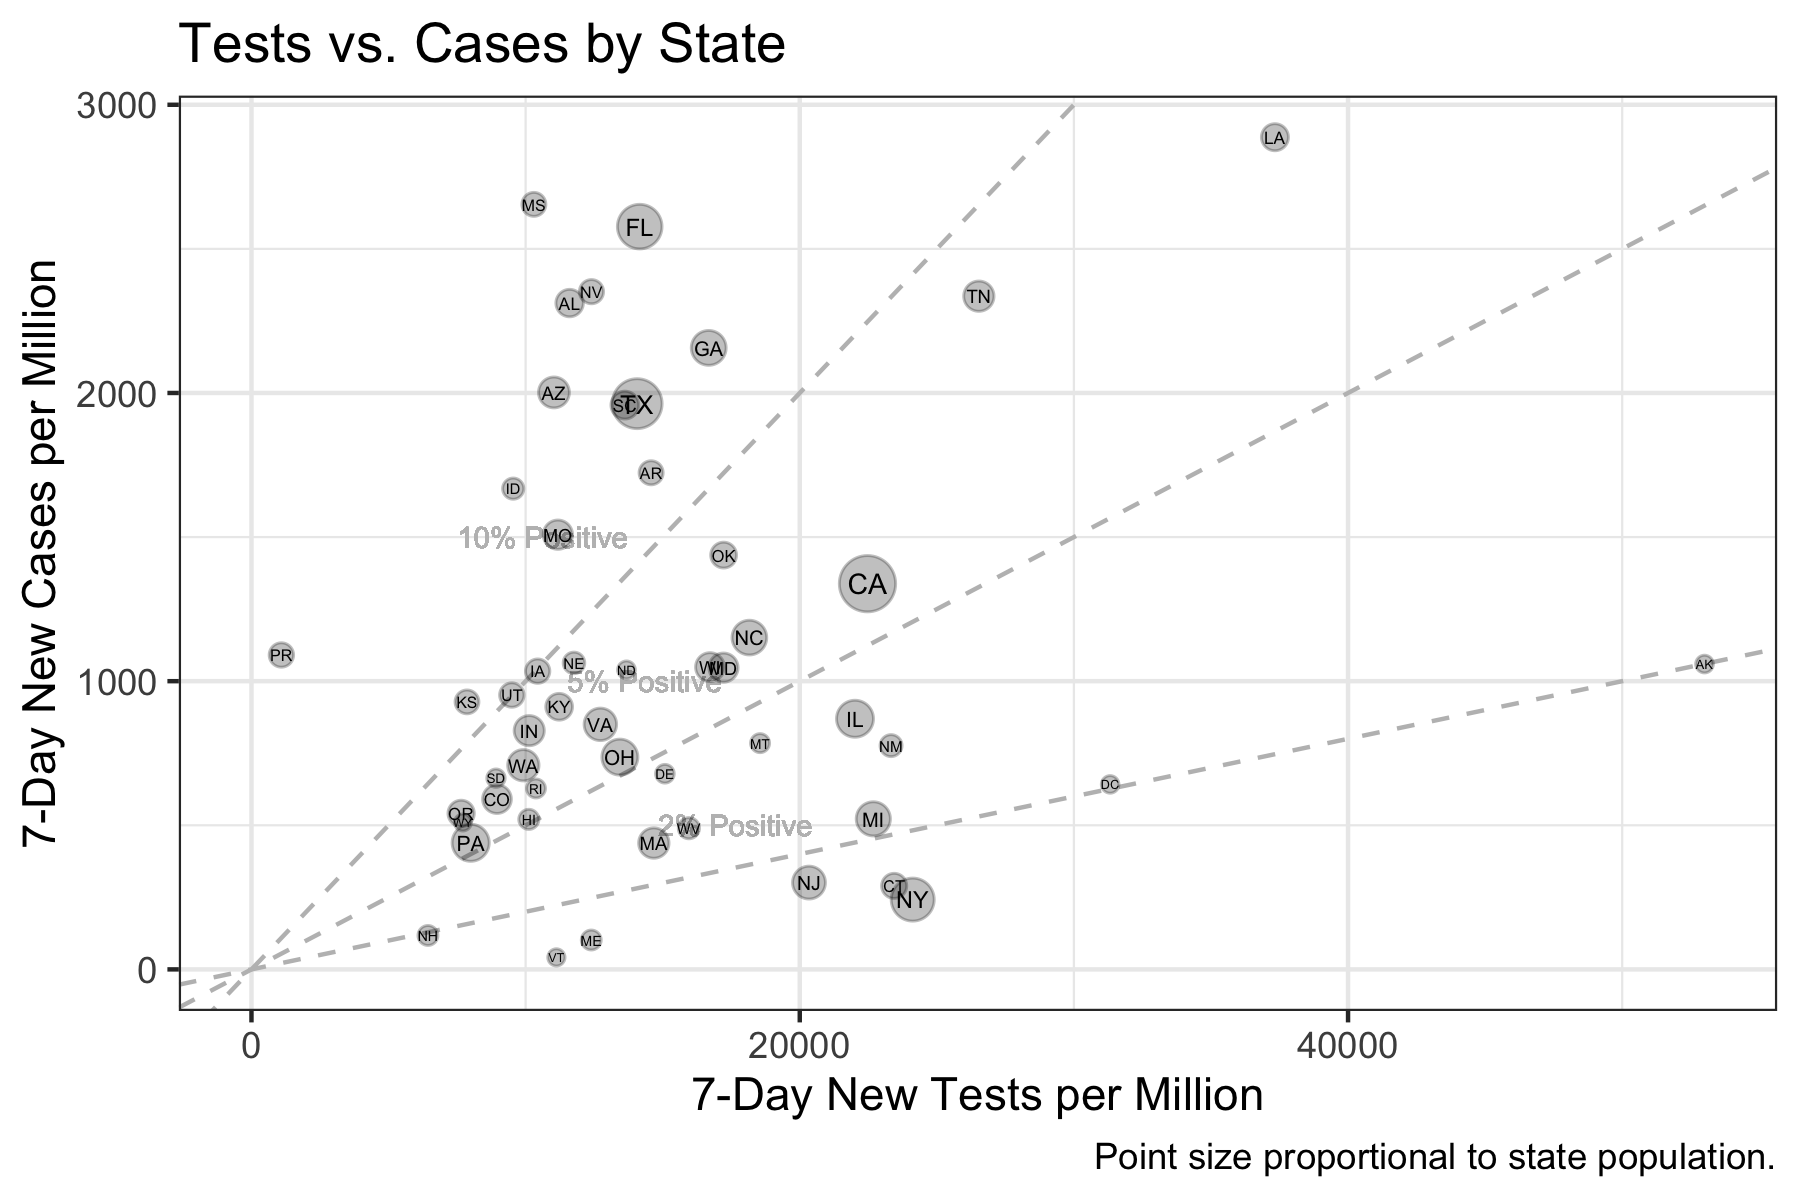 Tests vs. Cases by State
3000
2000
1000
0
7-Day New Cases per Million
LA
MS
FL
NV
AL
TN
GA
AZ
SC
TX
AR
ID
10% Positive
MO
OK
CA
NC
PR
IA
NE
ND
WI
MD
AK
5% Positive
KS
UT
KY
IN
VA
IL
MT
NM
OH
WA
SD
DE
RI
DC
CO
OR
WY
HI
2% Positive
WV
MI
PA
MA
NJ
CT
NY
NH
ME
VT
0
20000
40000
7-Day New Tests per Million
Point size proportional to state population.